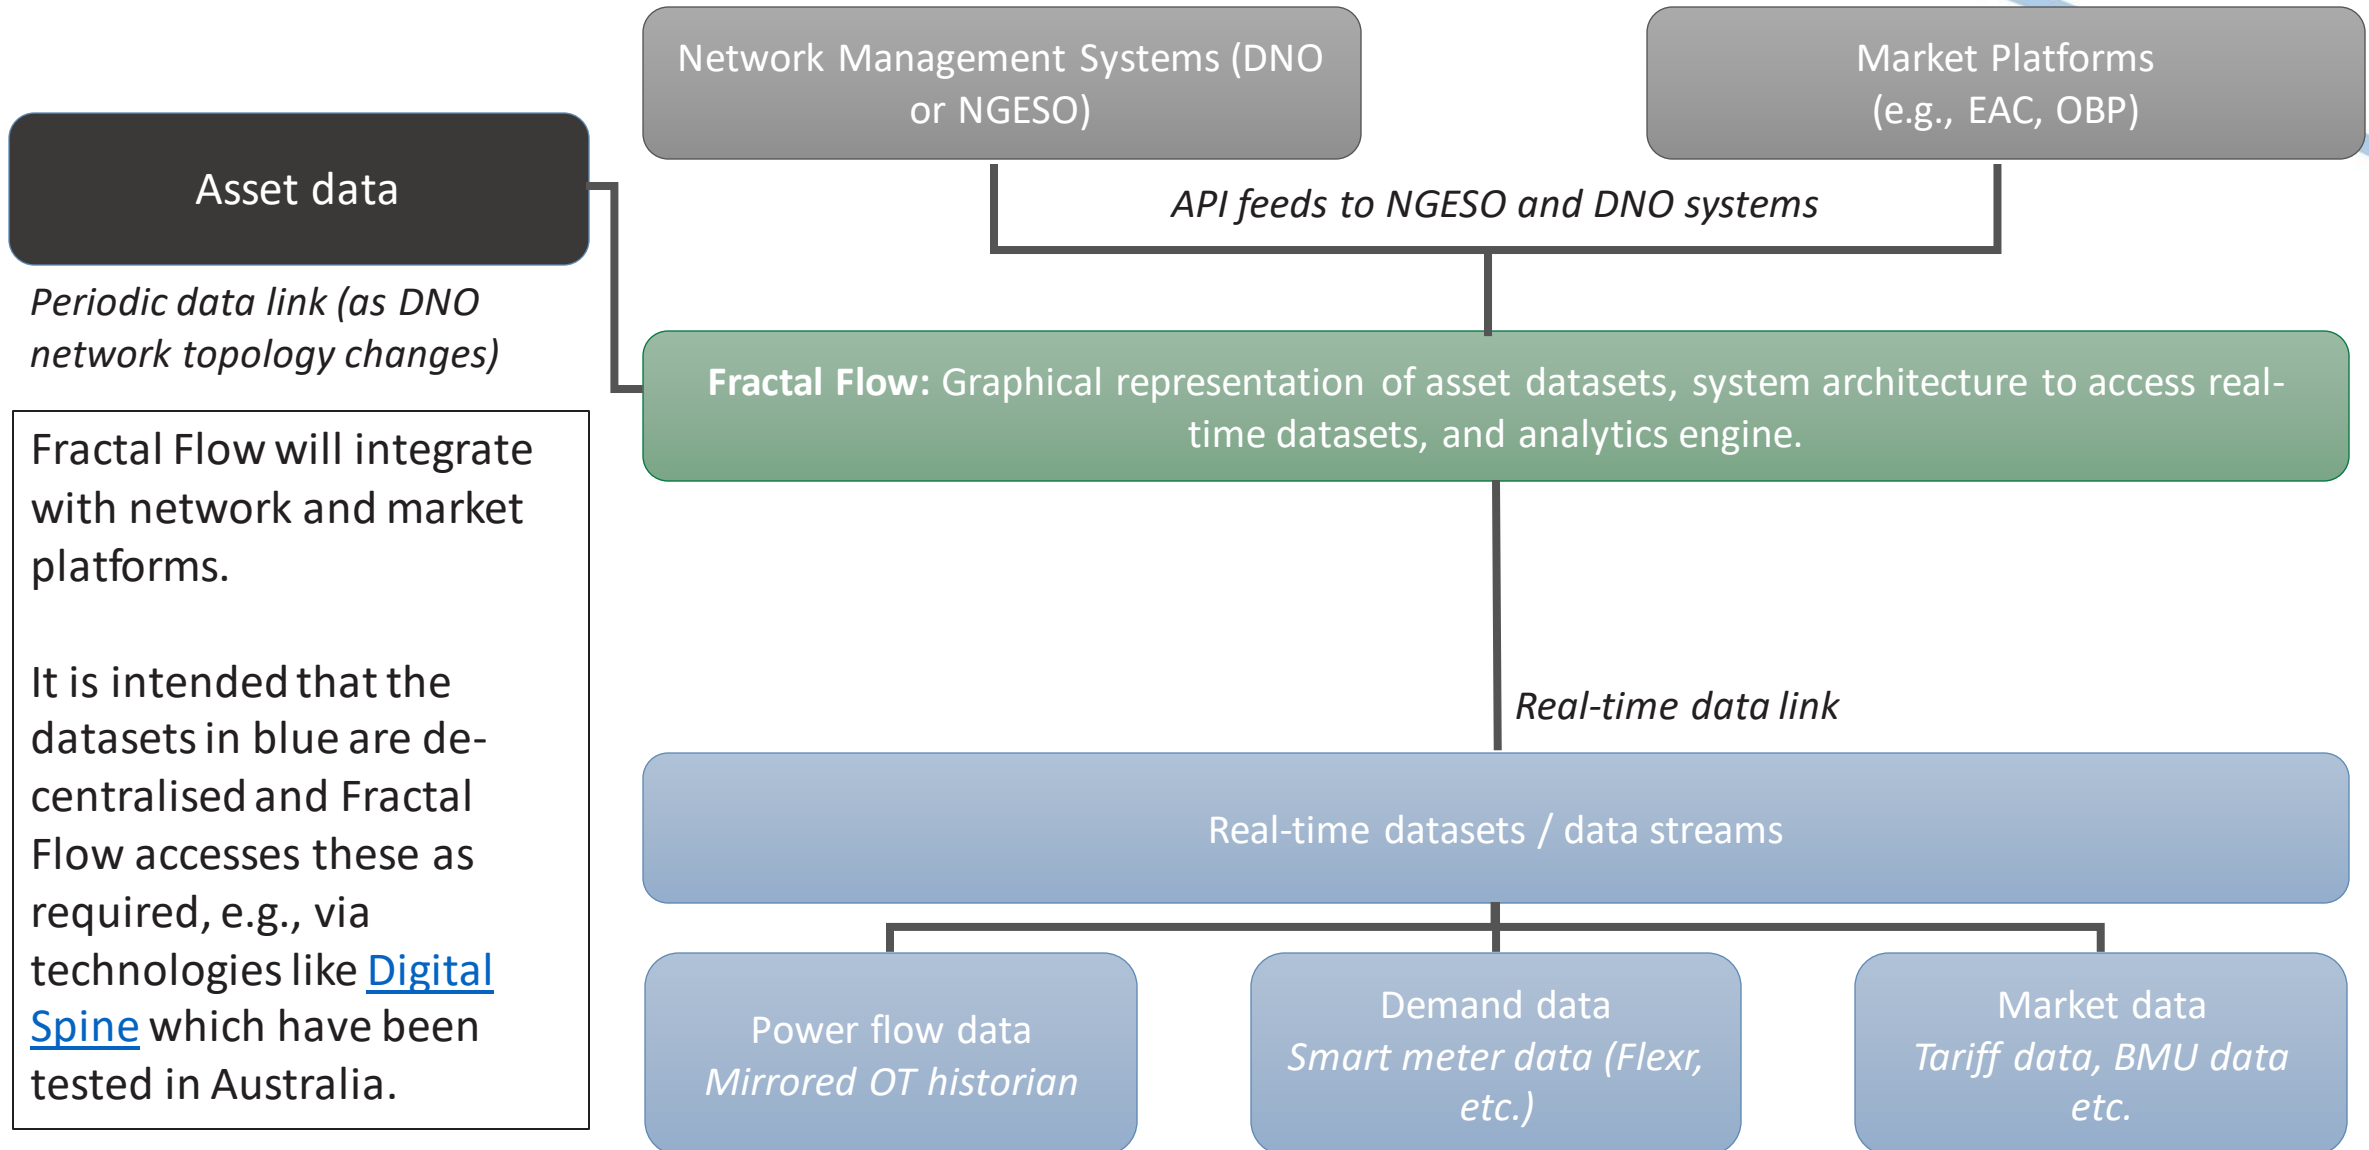 Network Management Systems (DNO
or NGESO)
Market Platforms
(e.g., EAC, OBP)
Asset data
API feeds to NGESO and DNO systems
Periodic data link (as DNO
network topology changes)
Fractal Flow: Graphical representation of asset datasets, system architecture to access real-
time datasets, and analytics engine.
Fractal Flow will integrate
with network and market
platforms.
It is intended that the
datasets in blue are de-
centralised and Fractal
Flow accesses these as
required, e.g., via
technologies like Digital
Spine which have been
tested in Australia.
Real-time data link
Real-time datasets / data streams
Power flow data
Mirrored OT historian
Demand data
Smart meter data (Flexr,
etc.)
Market data
Tariff data, BMU data
etc.